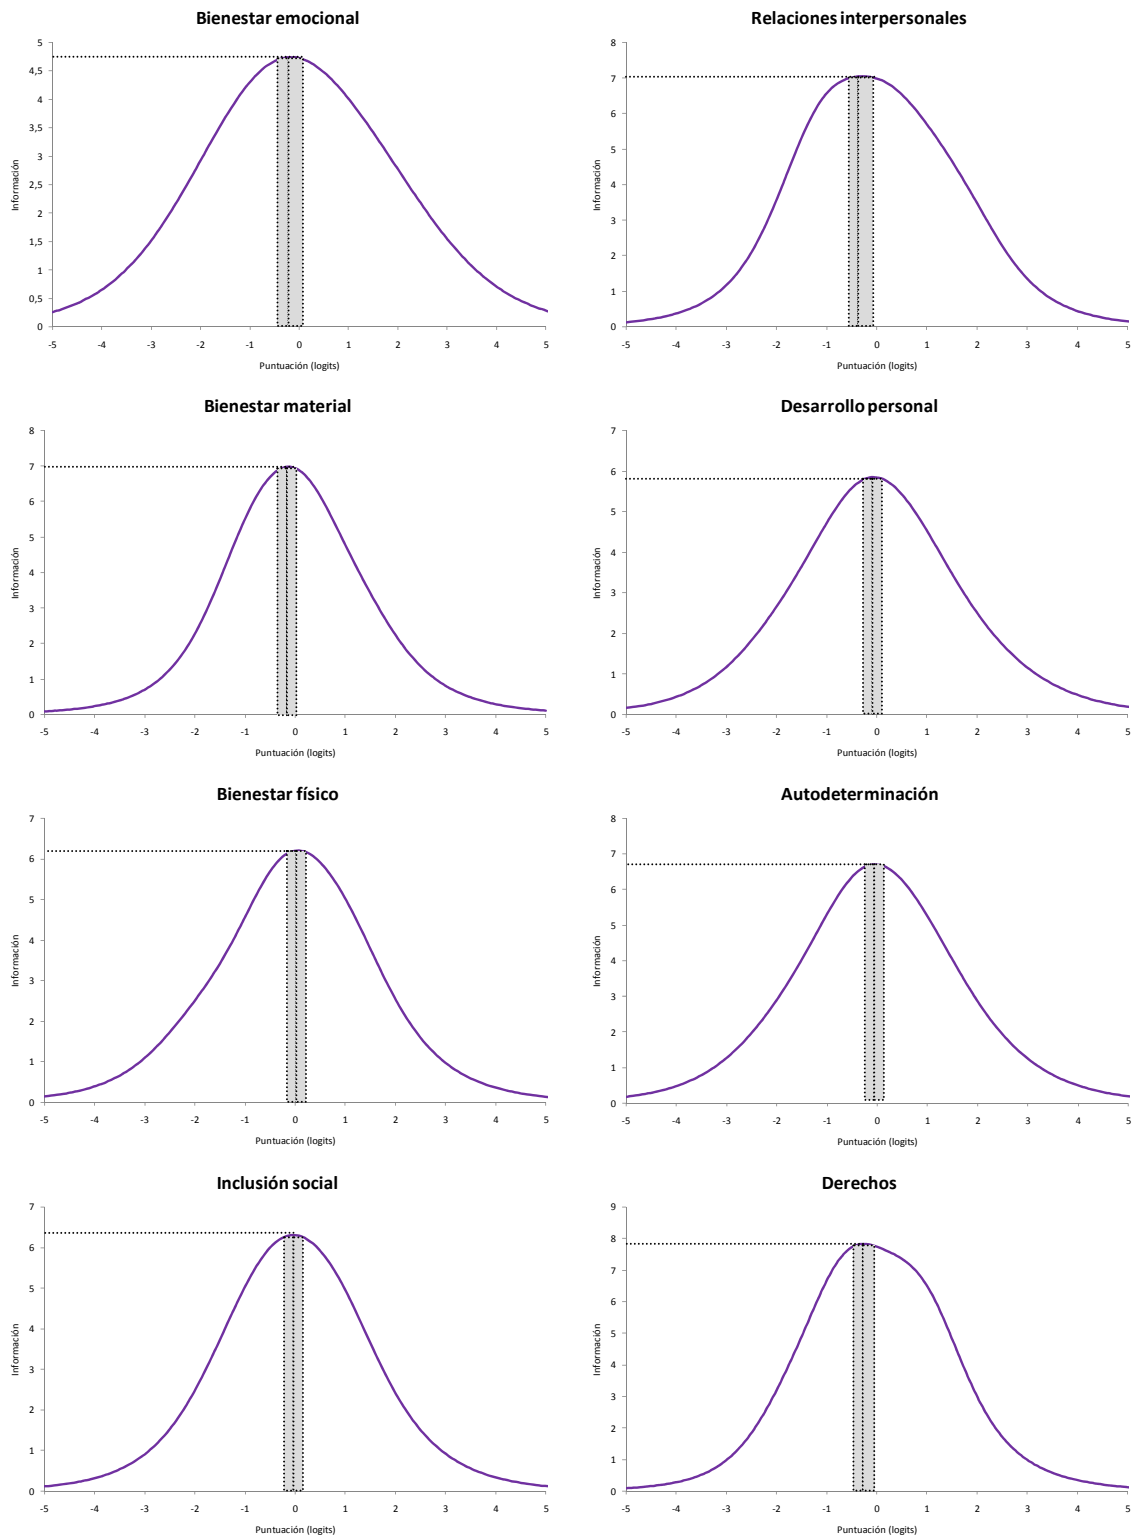 Bienestar emocional
5
4,5
4
3,5
3
2,5
2
1,5
1
0,5
0
Información
-5 -4 -3 -2 -1 0 1 2 3 4 5
Puntuación (logits)
Relaciones interpersonales
8
7
6
5
4
3
2
1
0
Información
-5 -4 -3 -2 -1 0 1 2 3 4 5
Puntuación (logits)
Bienestar material
8
7
6
5
4
3
2
1
0
Información
-5 -4 -3 -2 -1 0 1 2 3 4 5
Puntuación (logits)
Desarrollo personal
7
6
5
4
3
2
1
0
Información
-5 -4 -3 -2 -1 0 1 2 3 4 5
Puntuación (logits)
Bienestar físico
7
6
5
4
3
2
1
0
Información
-5 -4 -3 -2 -1 0 1 2 3 4 5
Puntuación (logits)
Autodeterminación
8
7
6
5
4
3
2
1
0
Información
-5 -4 -3 -2 -1 0 1 2 3 4 5
Puntuación (logits)
Inclusión social
7
6
5
4
3
2
1
0
Información
-5 -4 -3 -2 -1 0 1 2 3 4 5
Puntuación (logits)
Derechos
9
8
7
6
5
4
3
2
1
0
Información
-5 -4 -3 -2 -1 0 1 2 3 4 5
Puntuación (logits)